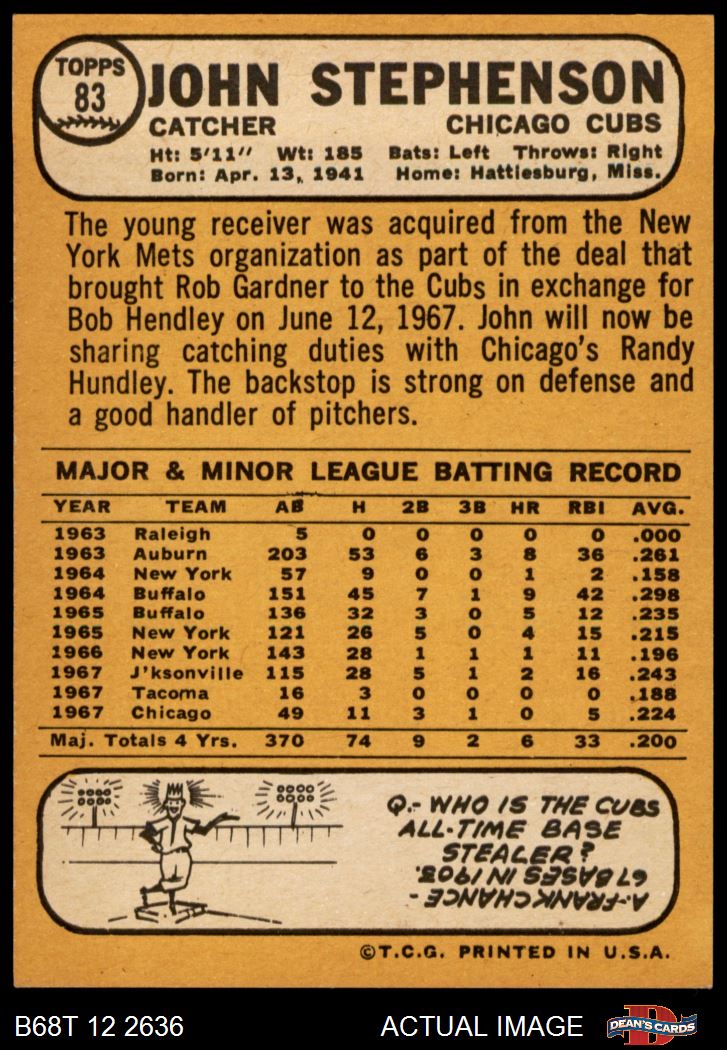 TOPPS
83
JOHN STEPHENSON
CATCHER CHICAGO CUBS
Ht: 5'11" Wt: 185 Bats: Left Throws: Right
Born: Apr. 13, 1941 Home: Hattiesburg, Miss.
The young receiver was acquired from the New
York Mets organization as part of the deal that
brought Rob Gardner to the Cubs in exchange for
Bob Hendley on June 12, 1967. John will now be
sharing catching duties with Chicago's Randy
Hundley. The backstop is strong on defense and
a good handler of pitchers.
MAJOR & MINOR LEAGUE BATTING RECORD
YEAR TEAM AB H 2B 3B HR RBI AVG.
1963 Raleigh 5 0 0 0 0 0 .000
1963 Auburn 203 53 6 3 8 36 .261
1964 New York 57 9 0 0 1 2 .158
1964 Buffalo 151 45 7 1 9 42 .298
1965 Buffalo 136 32 3 0 5 12 .235
1965 New York 121 26 5 0 4 15 .215
1966 New York 143 28 1 1 1 11 .196
1967 J'ksonville 115 28 5 1 2 16 .243
1967 Tacoma 16 3 0 0 0 0 .188
1967 Chicago 49 11 3 1 0 5 .224
Maj. Totals 4 Yrs. 370 74 9 2 6 33 .200
Q.- WHO IS THE CUBS
ALL-TIME BASE
STEALER?
A.-FRANK CHANCE -
67 BASES IN 1903.
©T.C.G. PRINTED IN U.S.A.
B68T 12 2636 ACTUAL IMAGE DEAN'S CARDS